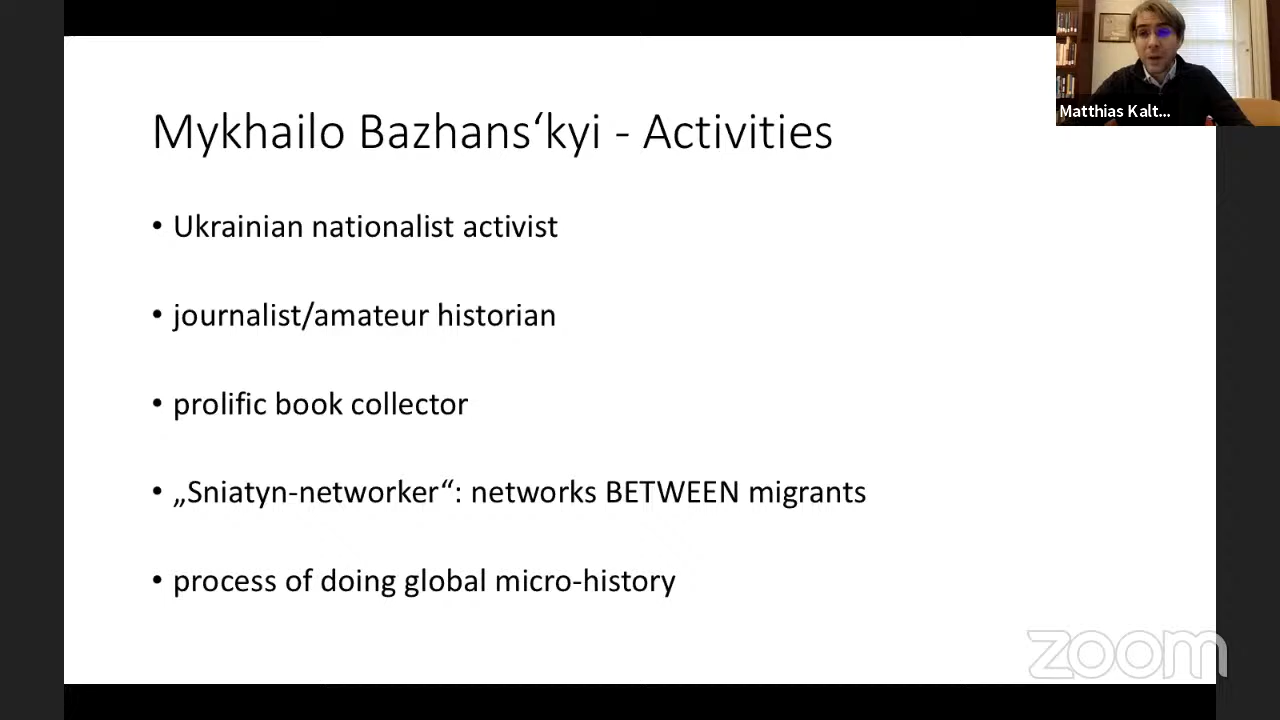 Mykhailo Bazhans‘kyi - Activities
• Ukrainian nationalist activist
• journalist/amateur historian
• prolific book collector
• „Sniatyn-networker“: networks BETWEEN migrants
• process of doing global micro-history
Matthias Kalt...
zoom